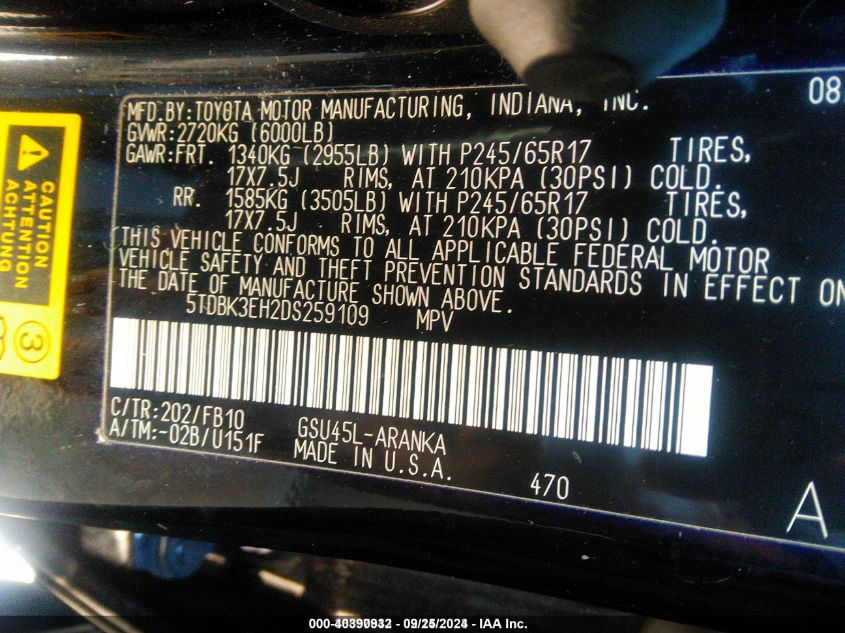 MFD.BY:TOYOTA MOTOR MANUFACTURING, INDIANA, INC. 08
GVWR:2720KG (6000LB)
GAWR:FRT. 1340KG (2955LB) WITH P245/65R17 TIRES,
17X7.5J RIMS, AT 210KPA (30PSI) COLD.
RR. 1585KG (3505LB) WITH P245/65R17 TIRES,
17X7.5J RIMS, AT 210KPA (30PSI) COLD.
THIS VEHICLE CONFORMS TO ALL APPLICABLE FEDERAL MOTOR
VEHICLE SAFETY AND THEFT PREVENTION STANDARDS IN EFFECT ON
THE DATE OF MANUFACTURE SHOWN ABOVE.
5TDBK3EH2DS259109 MPV
C/TR:202/FB10 GSU45L-ARANKA
A/TM:-02B/U151F MADE IN U.S.A.
470
A
CAUTION
ATTENTION
ACHTUNG
3
000-40390932 - 09/25/2024 - IAA Inc.